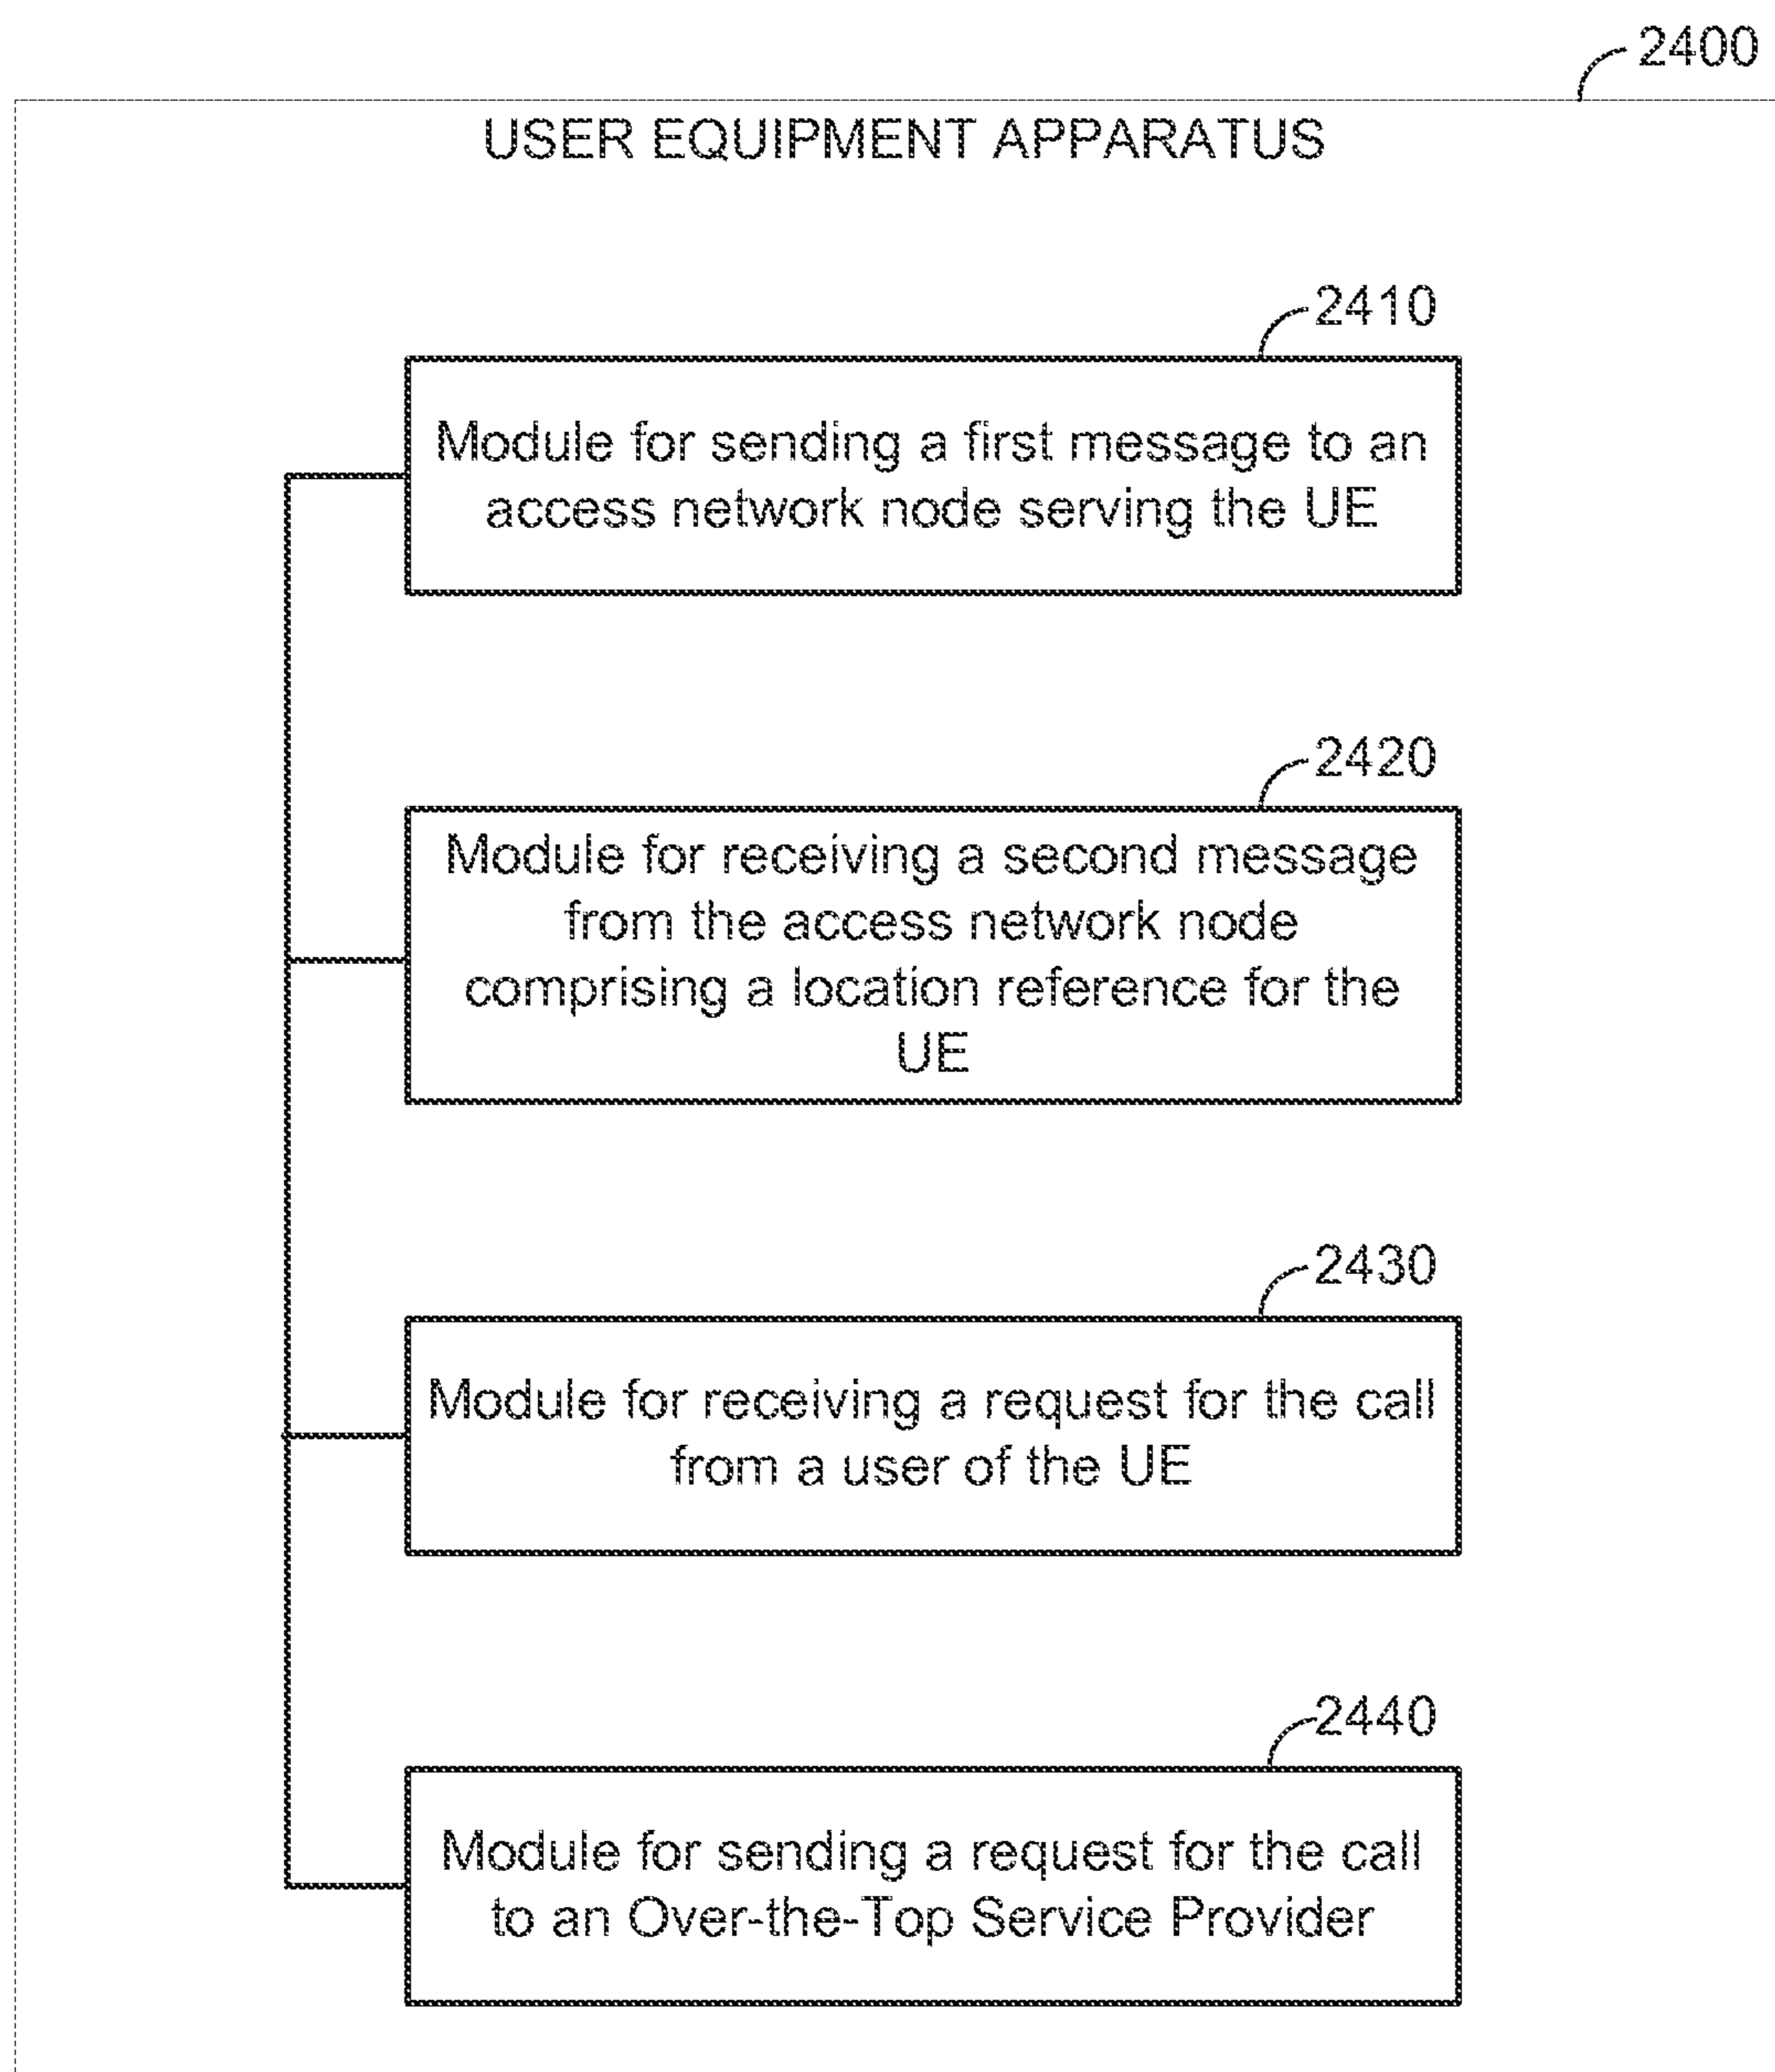 2400
USER EQUIPMENT APPARATUS
2410
Module for sending a first message to an
access network node serving the UE
2420
Module for receiving a second message
from the access network node
comprising a location reference for the
UE
2430
Module for receiving a request for the call
from a user of the UE
2440
Module for sending a request for the call
to an Over-the-Top Service Provider